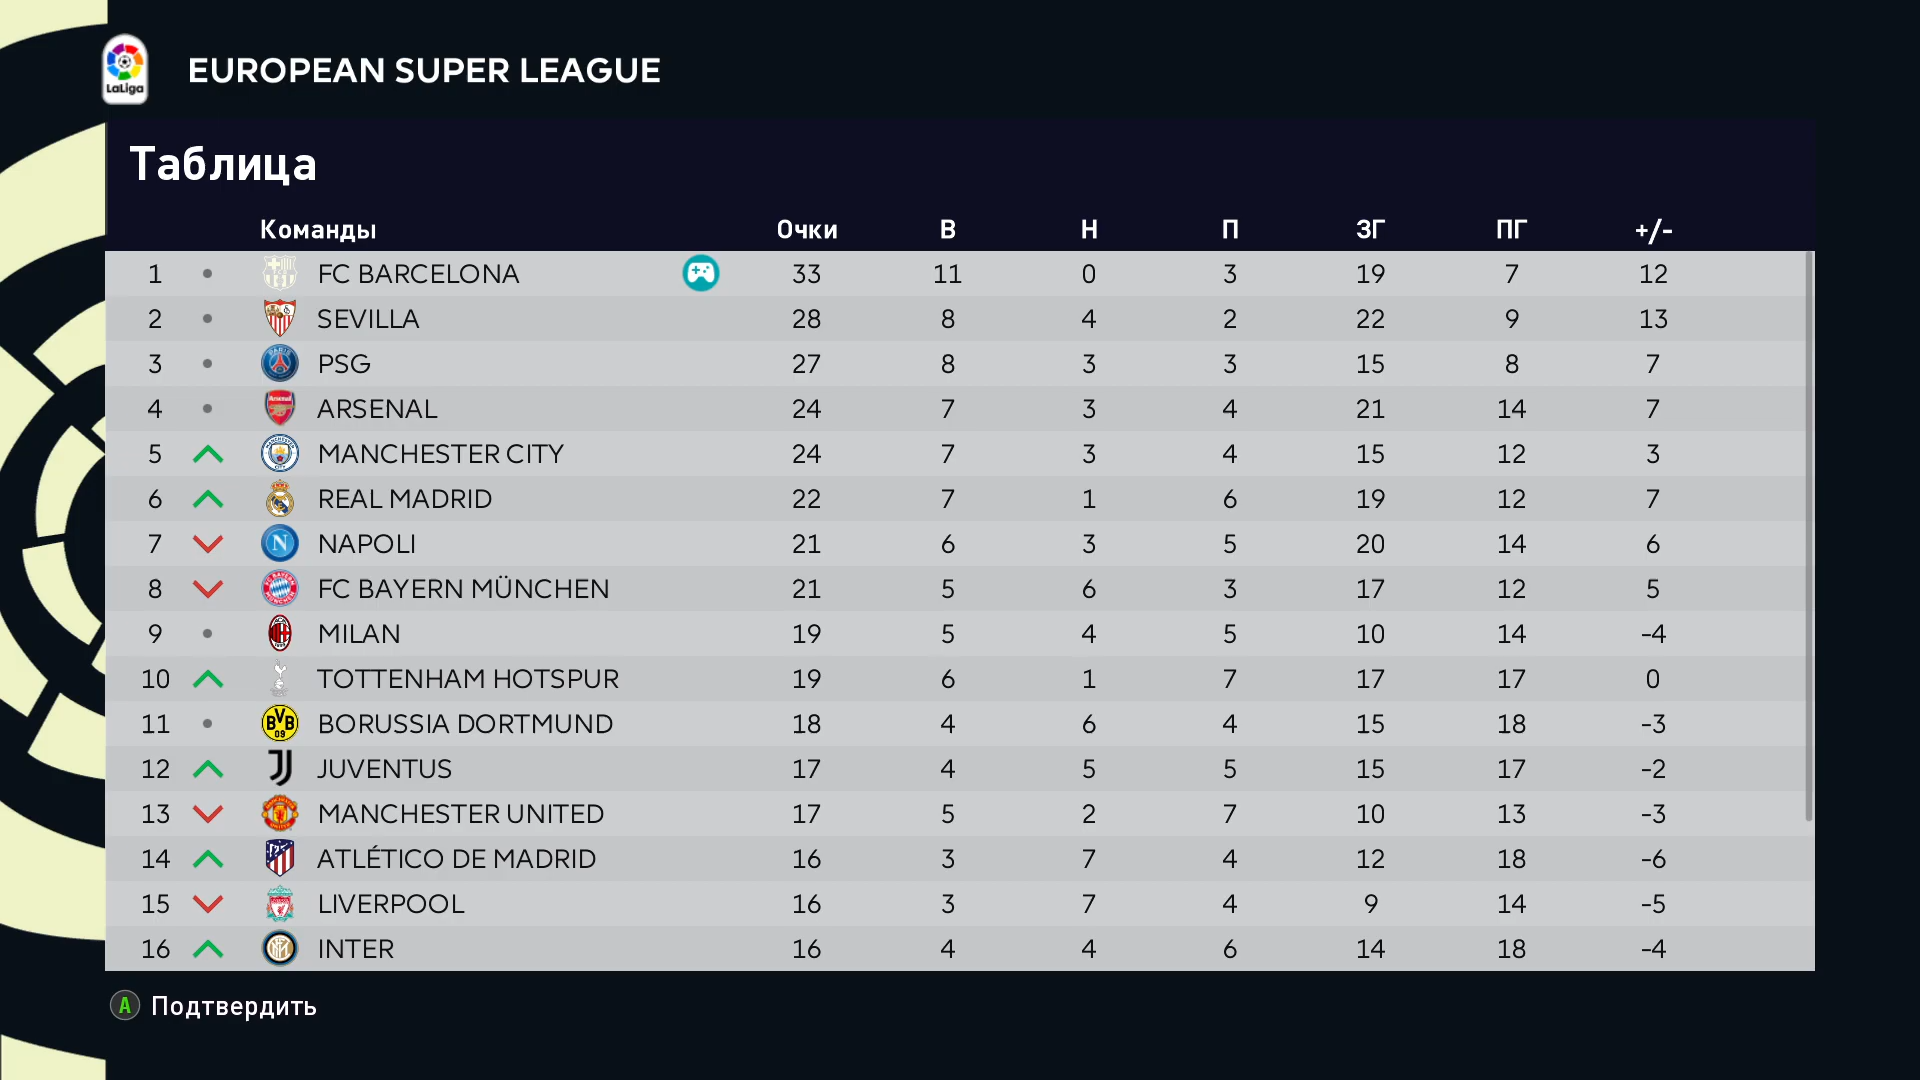 LaLiga
EUROPEAN SUPER LEAGUE
Таблица
Команды Очки В Н П ЗГ ПГ +/-
1 FC BARCELONA 33 11 0 3 19 7 12
2 SEVILLA 28 8 4 2 22 9 13
3 PSG 27 8 3 3 15 8 7
4 ARSENAL 24 7 3 4 21 14 7
5 MANCHESTER CITY 24 7 3 4 15 12 3
6 REAL MADRID 22 7 1 6 19 12 7
7 NAPOLI 21 6 3 5 20 14 6
8 FC BAYERN MÜNCHEN 21 5 6 3 17 12 5
9 MILAN 19 5 4 5 10 14 -4
10 TOTTENHAM HOTSPUR 19 6 1 7 17 17 0
11 BORUSSIA DORTMUND 18 4 6 4 15 18 -3
12 JUVENTUS 17 4 5 5 15 17 -2
13 MANCHESTER UNITED 17 5 2 7 10 13 -3
14 ATLÉTICO DE MADRID 16 3 7 4 12 18 -6
15 LIVERPOOL 16 3 7 4 9 14 -5
16 INTER 16 4 4 6 14 18 -4
A Подтвердить